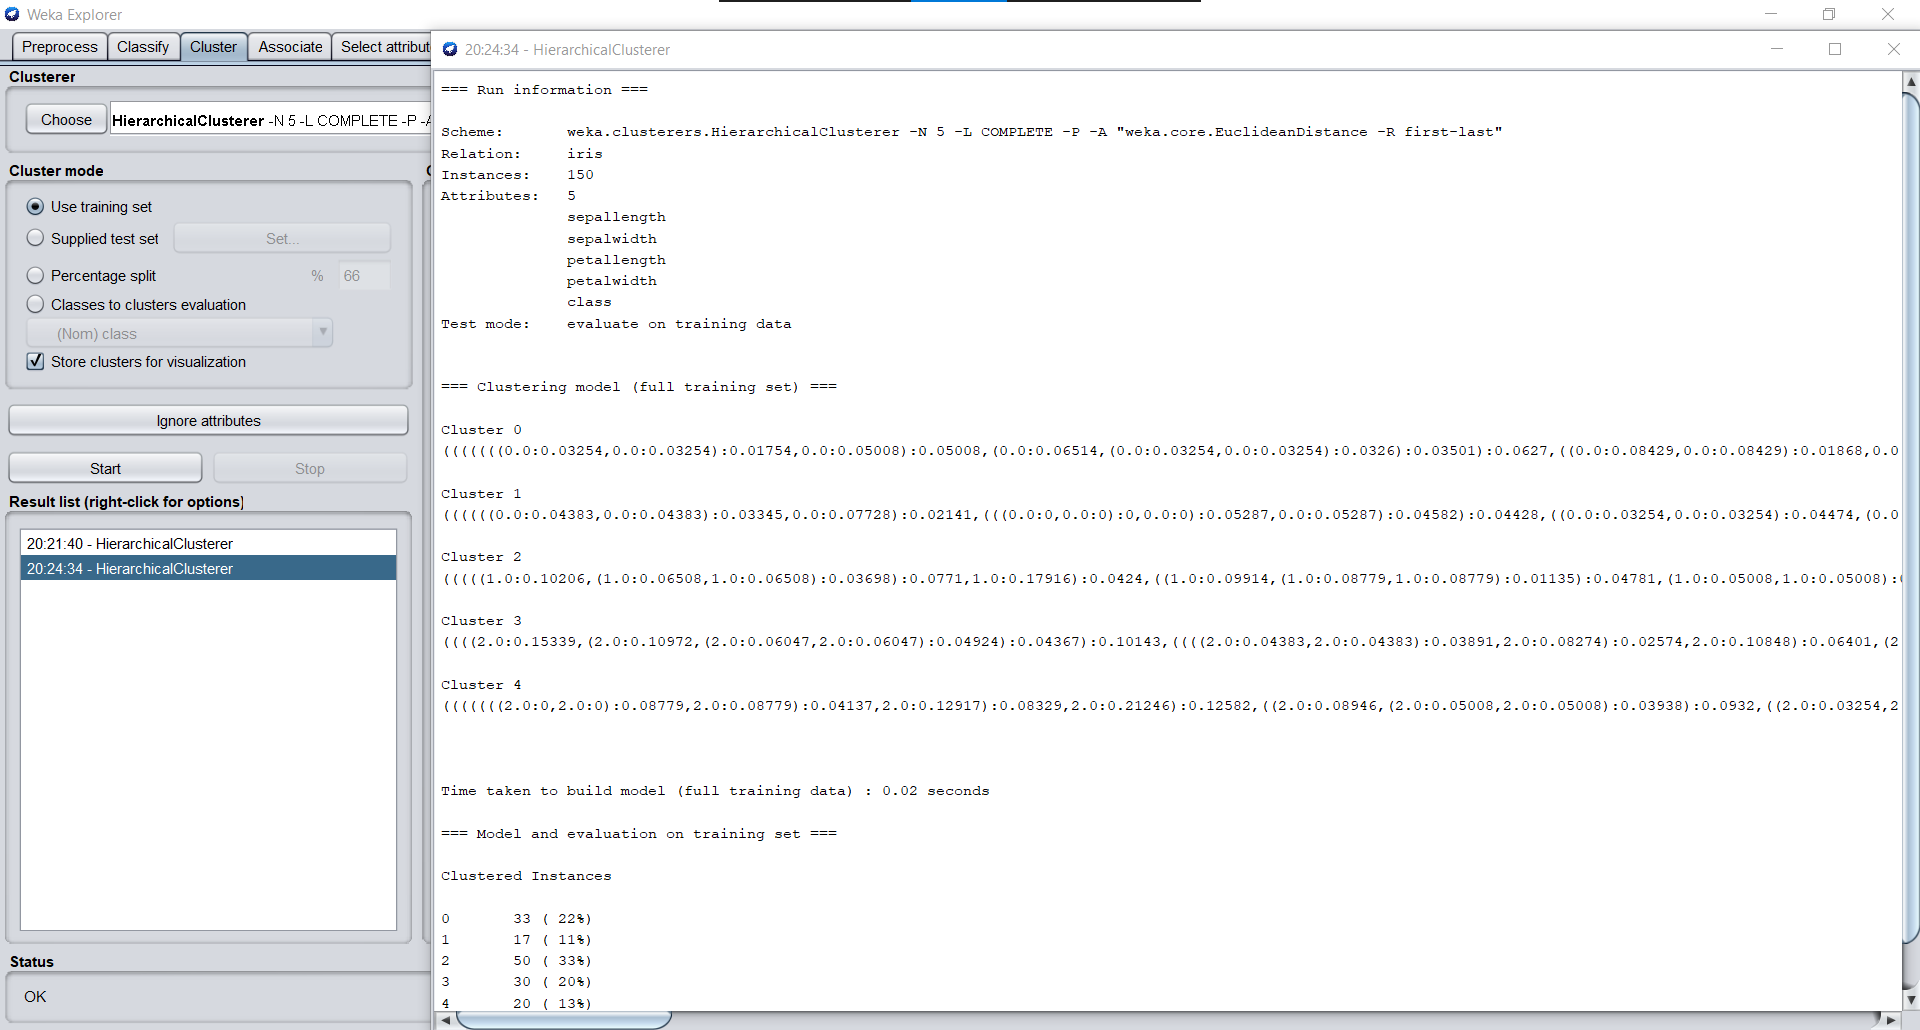 Weka Explorer
Preprocess Classify Cluster Associate Select attribut
Clusterer
Choose HierarchicalClusterer -N 5 -L COMPLETE -P -A
Cluster mode
Use training set
Supplied test set Set...
Percentage split % 66
Classes to clusters evaluation
(Nom) class
Store clusters for visualization
Ignore attributes
Start Stop
Result list (right-click for options)
20:21:40 - HierarchicalClusterer
20:24:34 - HierarchicalClusterer
Status
OK
20:24:34 - HierarchicalClusterer
=== Run information ===
Scheme: weka.clusterers.HierarchicalClusterer -N 5 -L COMPLETE -P -A "weka.core.EuclideanDistance -R first-last"
Relation: iris
Instances: 150
Attributes: 5
sepallength
sepalwidth
petallength
petalwidth
class
Test mode: evaluate on training data
=== Clustering model (full training set) ===
Cluster 0
(((((((0.0:0.03254,0.0:0.03254):0.01754,0.0:0.05008):0.05008,(0.0:0.06514,(0.0:0.03254,0.0:0.03254):0.0326):0.03501):0.0627,((0.0:0.08429,0.0:0.08429):0.01868,0.0
Cluster 1
((((((0.0:0.04383,0.0:0.04383):0.03345,0.0:0.07728):0.02141,(((0.0:0,0.0:0):0,0.0:0):0.05287,0.0:0.05287):0.04582):0.04428,((0.0:0.03254,0.0:0.03254):0.04474,(0.0
Cluster 2
(((((1.0:0.10206,(1.0:0.06508,1.0:0.06508):0.03698):0.0771,1.0:0.17916):0.0424,((1.0:0.09914,(1.0:0.08779,1.0:0.08779):0.01135):0.04781,(1.0:0.05008,1.0:0.05008):
Cluster 3
((((2.0:0.15339,(2.0:0.10972,(2.0:0.06047,2.0:0.06047):0.04924):0.04367):0.10143,((((2.0:0.04383,2.0:0.04383):0.03891,2.0:0.08274):0.02574,2.0:0.10848):0.06401,(2
Cluster 4
(((((((2.0:0,2.0:0):0.08779,2.0:0.08779):0.04137,2.0:0.12917):0.08329,2.0:0.21246):0.12582,((2.0:0.08946,(2.0:0.05008,2.0:0.05008):0.03938):0.0932,((2.0:0.03254,2
Time taken to build model (full training data) : 0.02 seconds
=== Model and evaluation on training set ===
Clustered Instances
0 33 ( 22%)
1 17 ( 11%)
2 50 ( 33%)
3 30 ( 20%)
4 20 ( 13%)